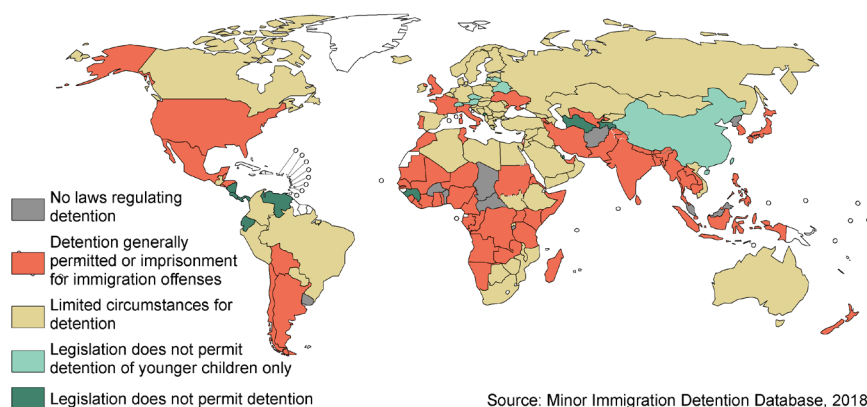 No laws regulating
detention
Detention generally
permitted or imprisonment
for immigration offenses
Limited circumstances for
detention
Legislation does not permit
detention of younger children only
Legislation does not permit detention
Source: Minor Immigration Detention Database, 2018